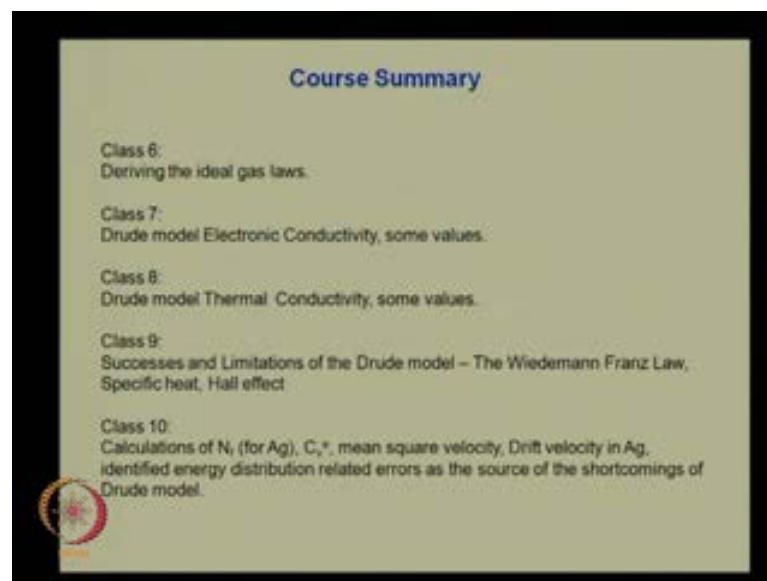 Course Summary
Class 6:
Deriving the ideal gas laws.
Class 7:
Drude model Electronic Conductivity, some values.
Class 8:
Drude model Thermal Conductivity, some values.
Class 9:
Successes and Limitations of the Drude model – The Wiedemann Franz Law,
Specific heat, Hall effect
Class 10:
Calculations of Nf (for Ag), Cv*, mean square velocity, Drift velocity in Ag,
identified energy distribution related errors as the source of the shortcomings of
Drude model.